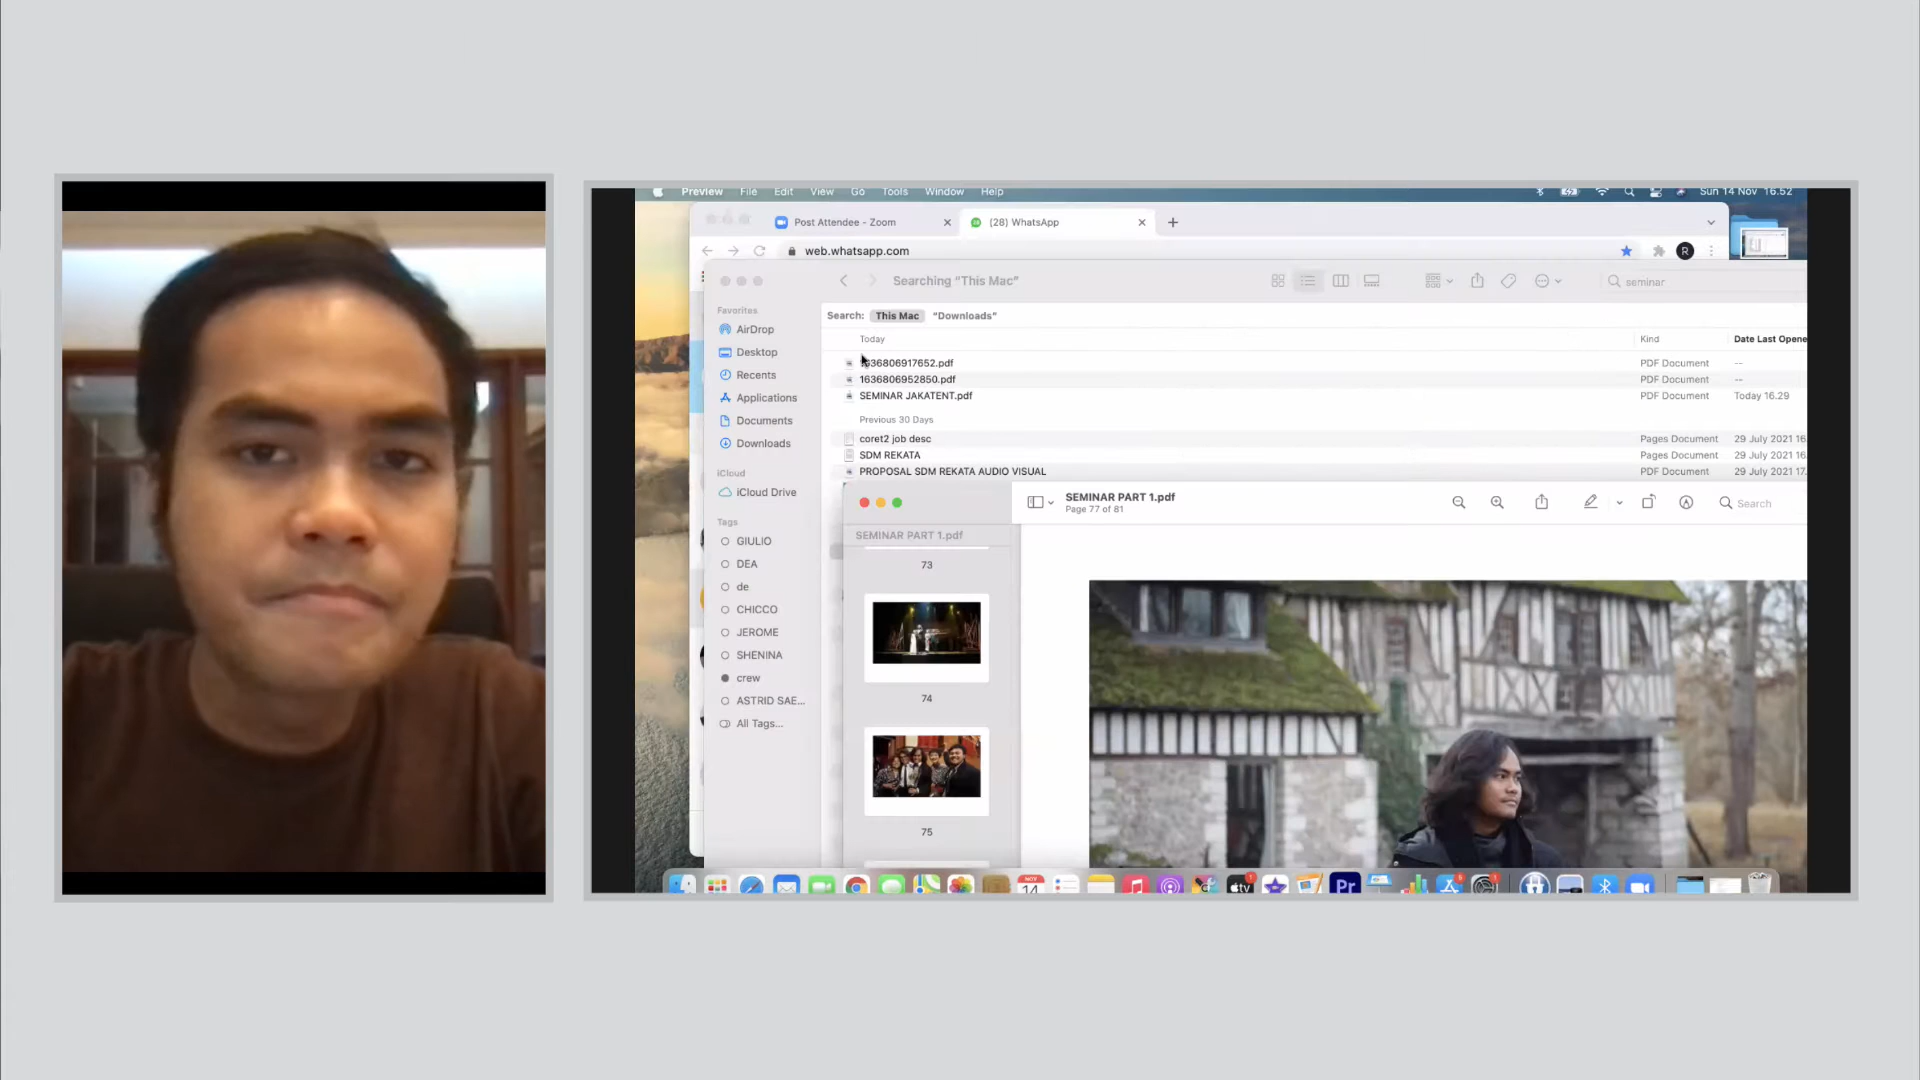 Preview File Edit View Go Tools Window Help
Sun 14 Nov 16.52
Post Attendee - Zoom
(28) WhatsApp
web.whatsapp.com
R
Searching "This Mac"
seminar
Search: This Mac "Downloads"
Today
Kind
Date Last Opene
1636806917652.pdf
PDF Document
--
1636806952850.pdf
PDF Document
--
SEMINAR JAKATENT.pdf
PDF Document
Today 16.29
Previous 30 Days
coret2 job desc
Pages Document
29 July 2021 16.
SDM REKATA
Pages Document
29 July 2021 16.
PROPOSAL SDM REKATA AUDIO VISUAL
PDF Document
29 July 2021 17.
Favorites
AirDrop
Desktop
Recents
Applications
Documents
Downloads
iCloud
iCloud Drive
Tags
GIULIO
DEA
de
CHICCO
JEROME
SHENINA
crew
ASTRID SAE...
All Tags...
SEMINAR PART 1.pdf
Page 77 of 81
Search
SEMINAR PART 1.pdf
73
74
75
NOV
14
tv
Pr